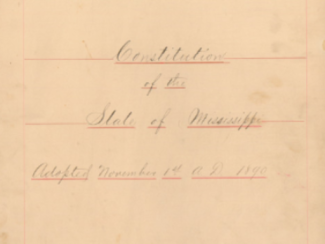 Constitution
of the
State of Mississippi
Adopted November 1st A.D. 1890